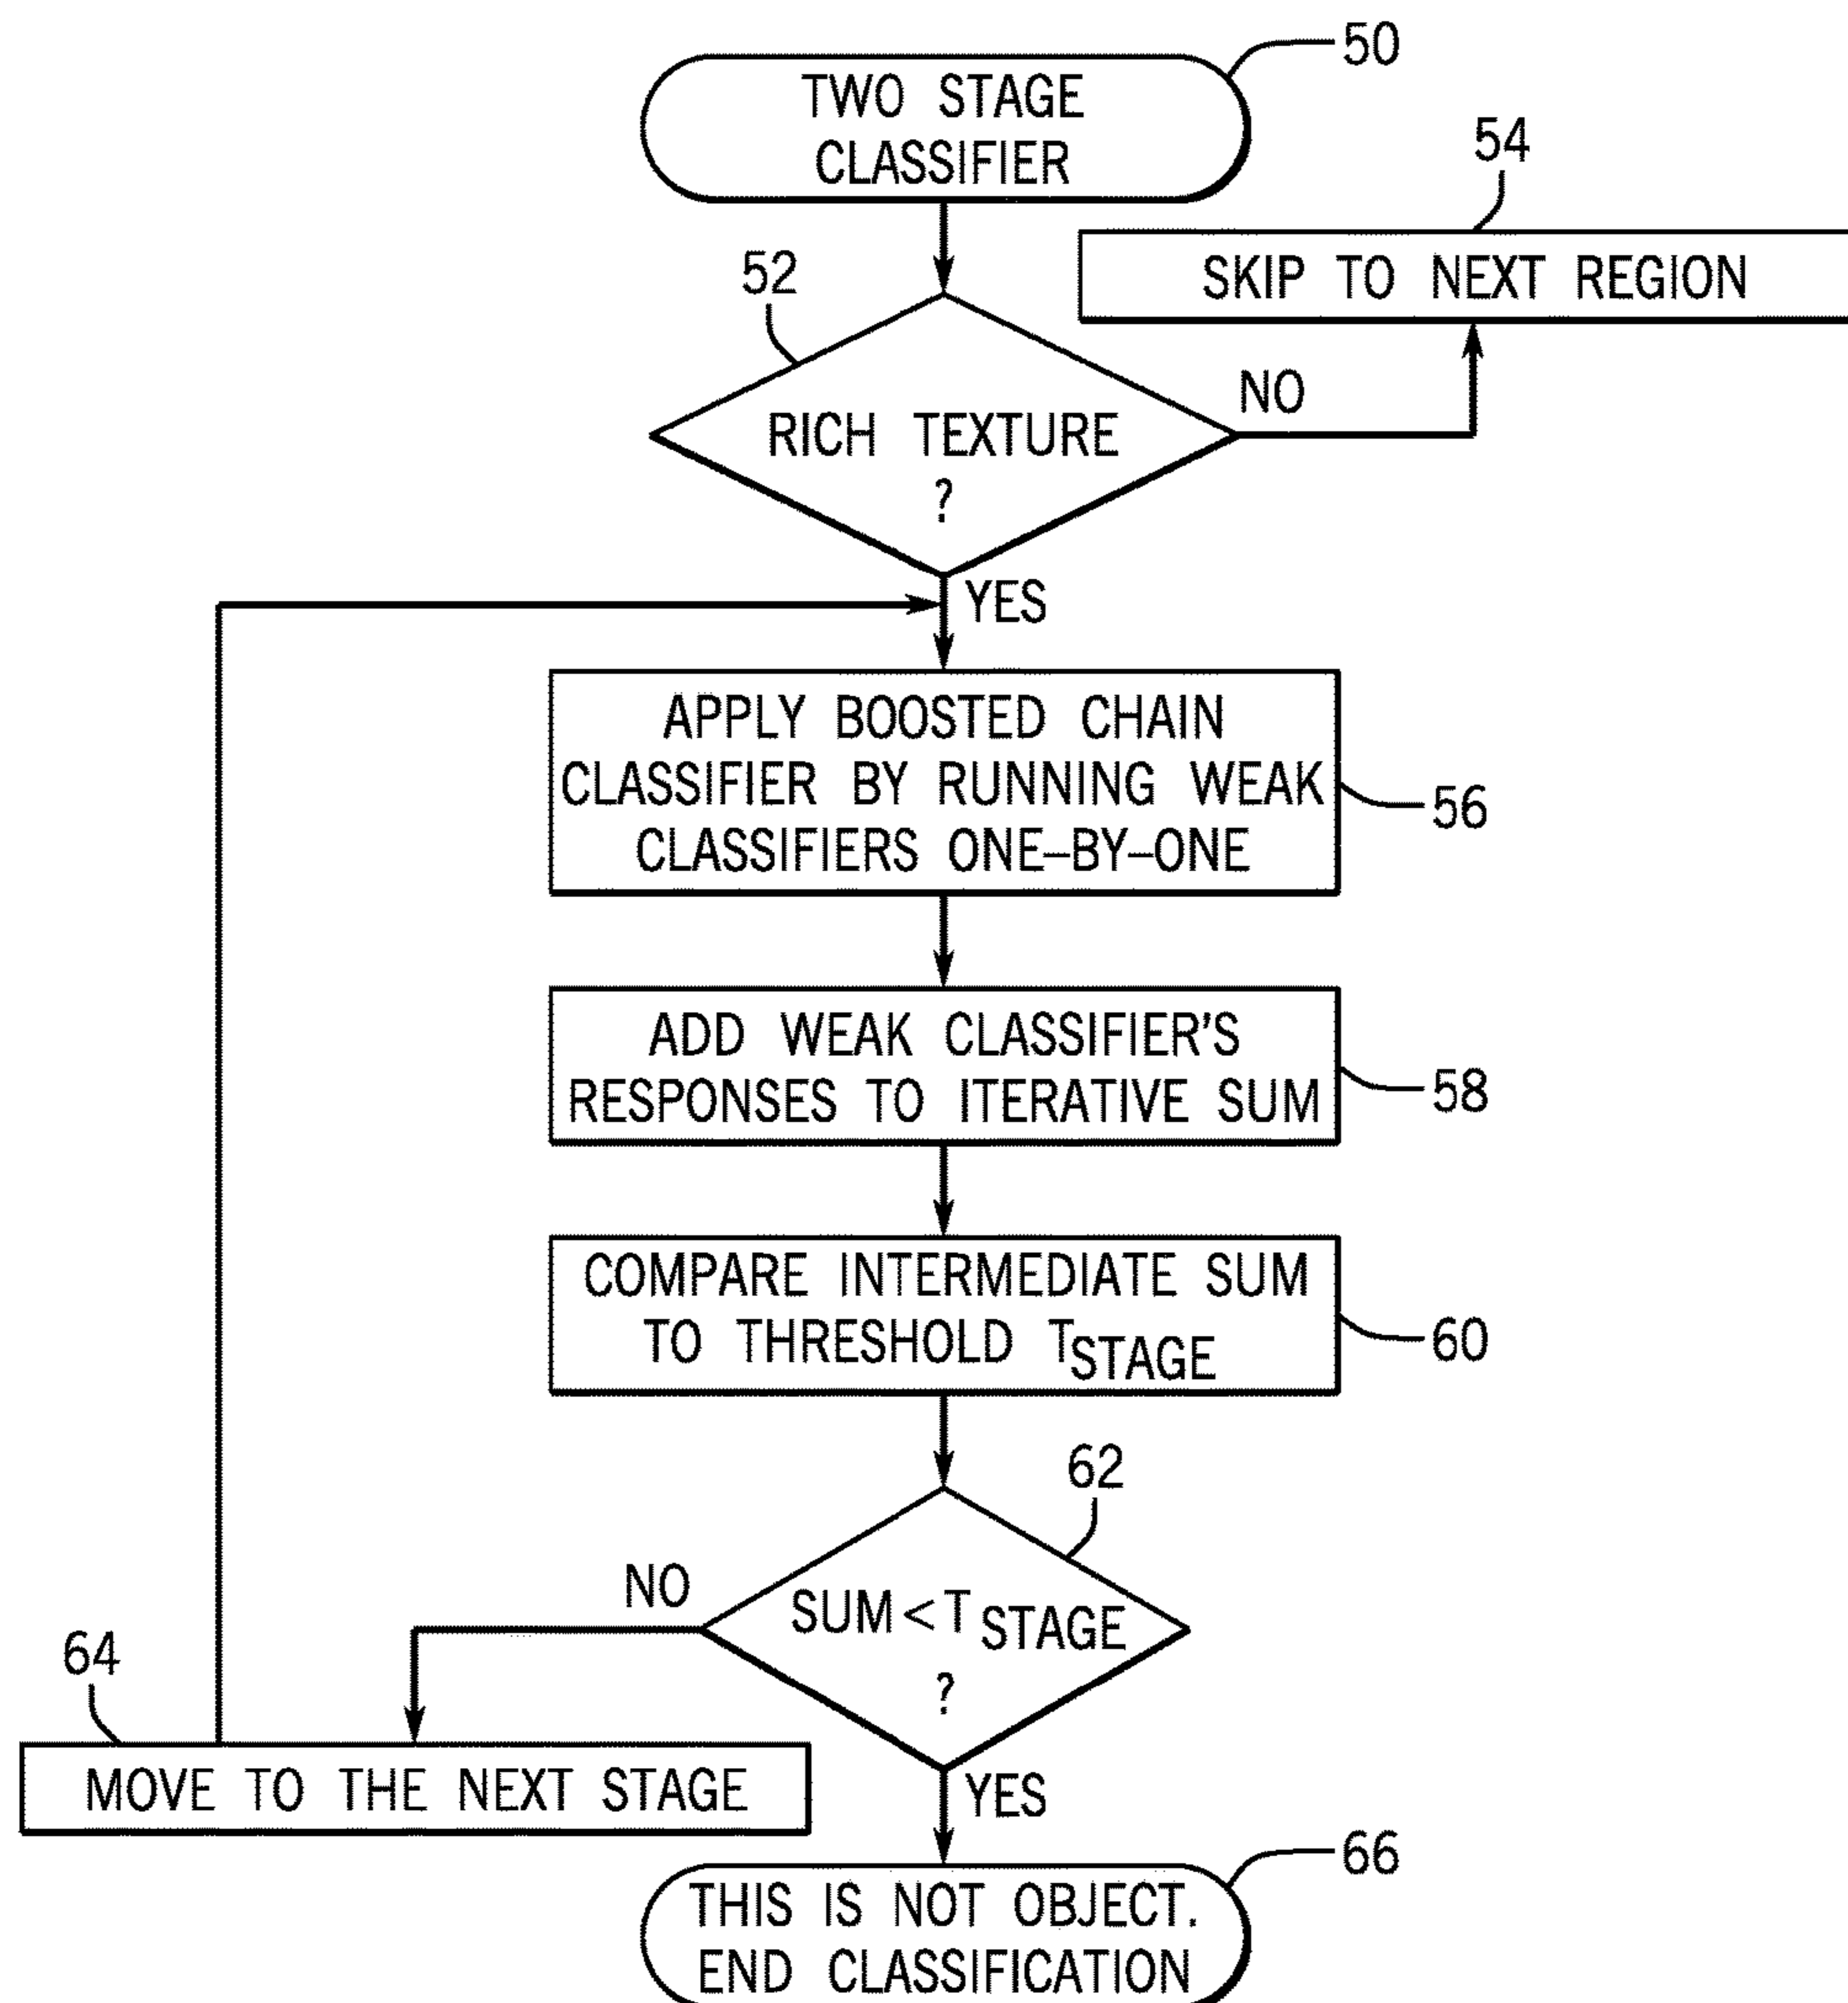 50
TWO STAGE
CLASSIFIER
54
SKIP TO NEXT REGION
52
NO
RICH TEXTURE
?
YES
APPLY BOOSTED CHAIN
CLASSIFIER BY RUNNING WEAK
CLASSIFIERS ONE–BY–ONE
56
ADD WEAK CLASSIFIER'S
RESPONSES TO ITERATIVE SUM
58
COMPARE INTERMEDIATE SUM
TO THRESHOLD TSTAGE
60
62
NO
SUM < T STAGE
?
64
MOVE TO THE NEXT STAGE
YES
66
THIS IS NOT OBJECT.
END CLASSIFICATION